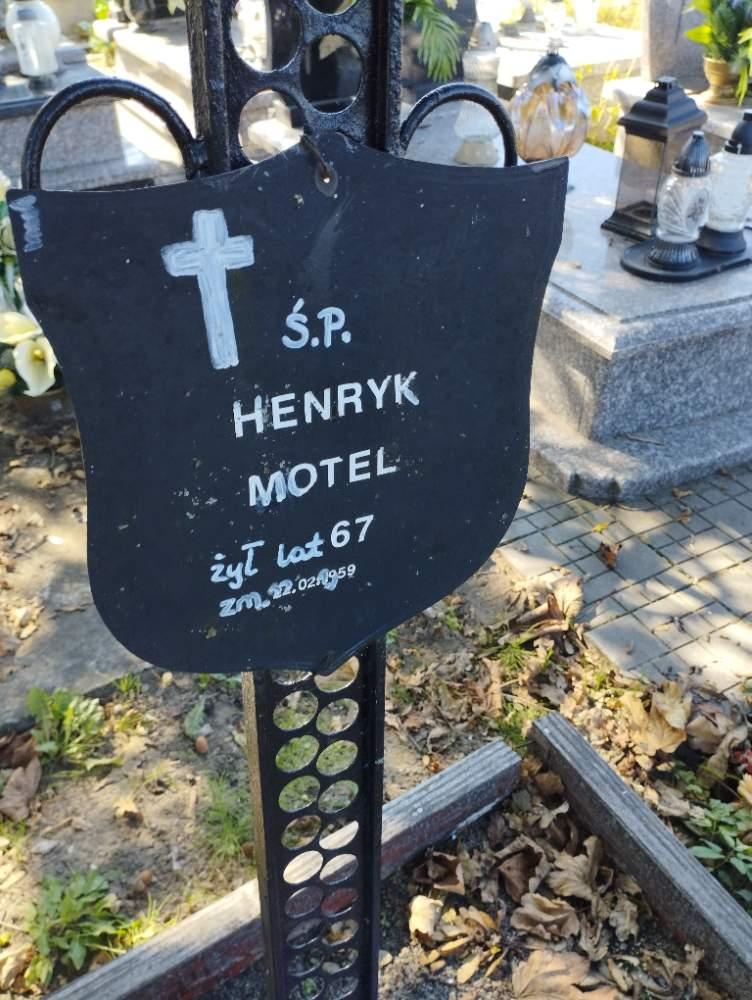 Ś.P.
HENRYK
MOTEL
żył lat 67
zm. 12.02.1959